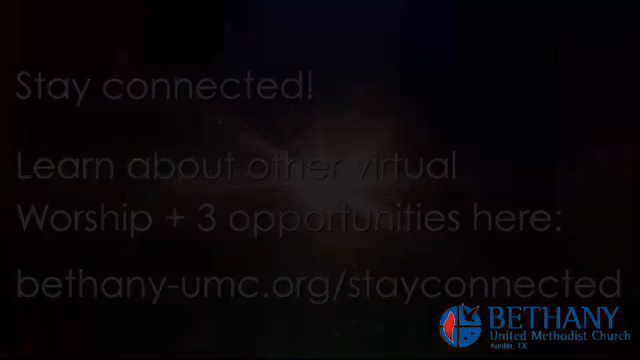 Stay connected!
Learn about other virtual
Worship + 3 opportunities here:
bethany-umc.org/stayconnected
BETHANY
United Methodist Church
Austin, TX